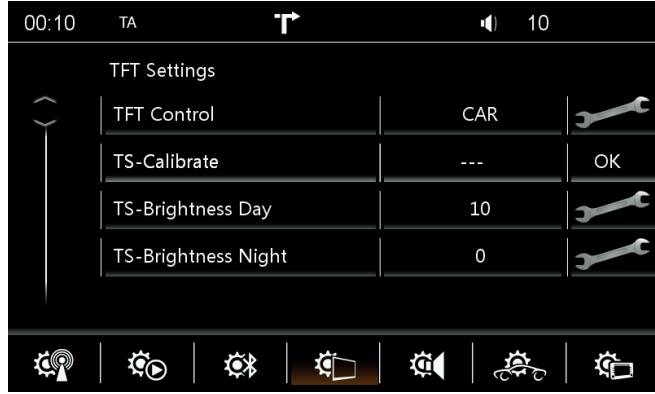 00:10 TA 10
TFT Settings
TFT Control CAR
TS-Calibrate --- OK
TS-Brightness Day 10
TS-Brightness Night 0